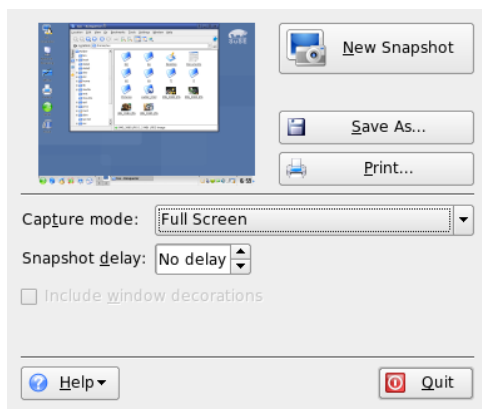 New Snapshot
Save As...
Print...
Capture mode: Full Screen
Snapshot delay: No delay
Include window decorations
Help
Quit